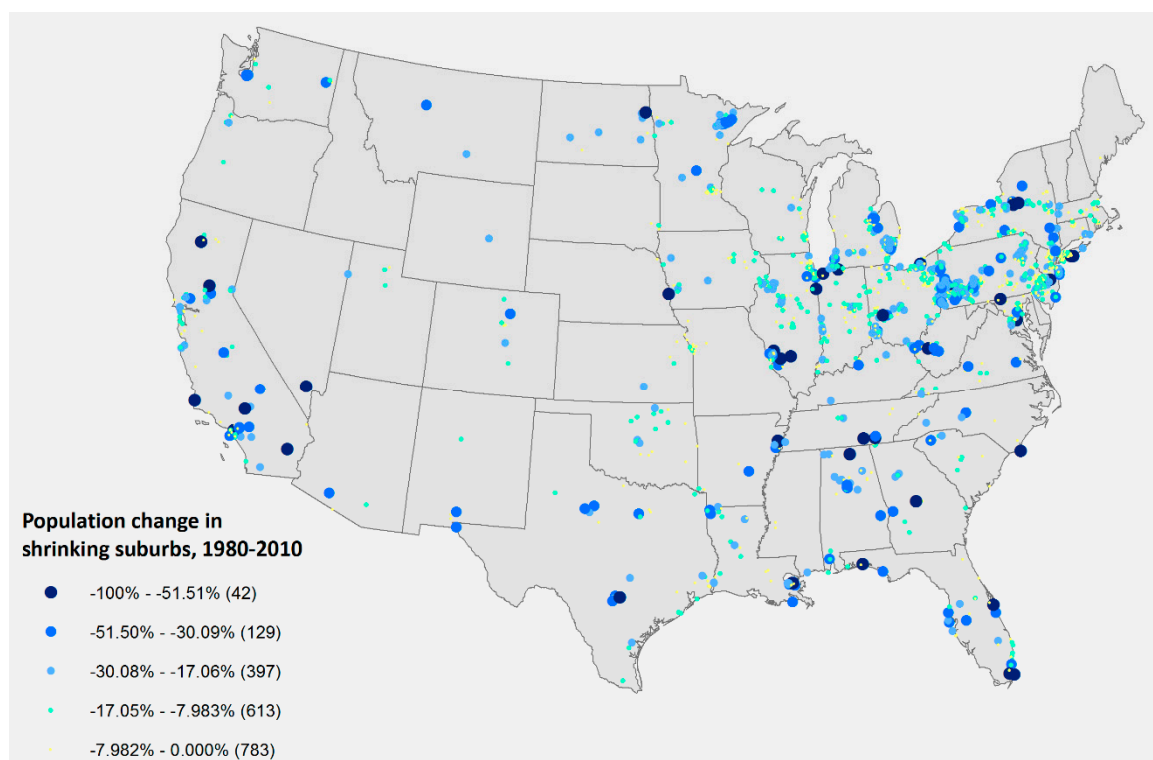 Population change in
shrinking suburbs, 1980-2010
-100% - -51.51% (42)
-51.50% - -30.09% (129)
-30.08% - -17.06% (397)
-17.05% - -7.983% (613)
-7.982% - 0.000% (783)